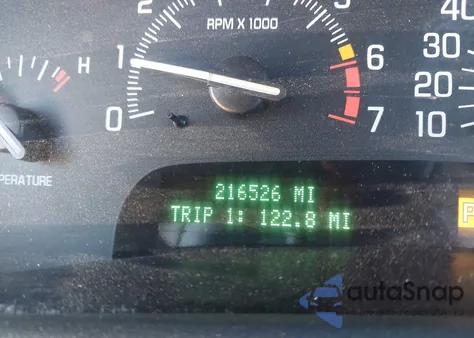 2
RPM X 1000
1
6
0
7
H
40
30
20
10
PERATURE
216526 MI
TRIP 1: 122.8 MI
P
autoSnap